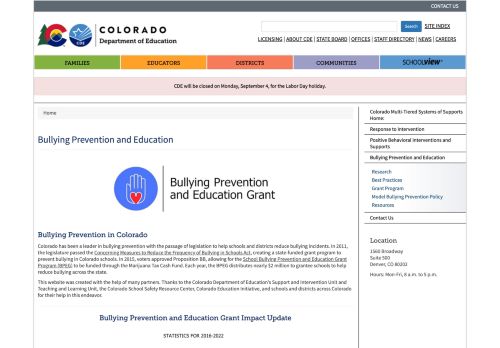 CONTACT US
COLORADO
Department of Education
CDE
Search
SITE INDEX
LICENSING | ABOUT CDE | STATE BOARD | OFFICES | STAFF DIRECTORY | NEWS | CAREERS
FAMILIES
EDUCATORS
DISTRICTS
COMMUNITIES
SCHOOLVIEW
CDE will be closed on Monday, September 4, for the Labor Day holiday.
Home
Bullying Prevention and Education
Bullying Prevention
and Education Grant
Bullying Prevention in Colorado
Colorado has been a leader in bullying prevention with the passage of legislation to help schools and districts reduce bullying incidents. In 2011,
the legislature passed the Concerning Measures to Reduce the Frequency of Bullying in Schools Act, creating a state-funded grant program to
prevent bullying in Colorado schools. In 2015, voters approved Proposition BB, allowing for the School Bullying Prevention and Education Grant
Program (BPEG) to be funded through the Marijuana Tax Cash Fund. Each year, the BPEG distributes nearly $2 million to grantee schools to help
reduce bullying across the state.
This website was created with the help of many partners. Thanks to the Colorado Department of Education's Support and Intervention Unit and
Teaching and Learning Unit, the Colorado School Safety Resource Center, Colorado Education Initiative, and schools and districts across Colorado
for their help in this endeavor.
Bullying Prevention and Education Grant Impact Update
STATISTICS FOR 2016-2022
Colorado Multi-Tiered Systems of Supports
Home
Response to Intervention
Positive Behavioral Interventions and
Supports
Bullying Prevention and Education
Research
Best Practices
Grant Program
Model Bullying Prevention Policy
Resources
Contact Us
Location
1560 Broadway
Suite 500
Denver, CO 80202
Hours: Mon-Fri, 8 a.m. to 5 p.m.